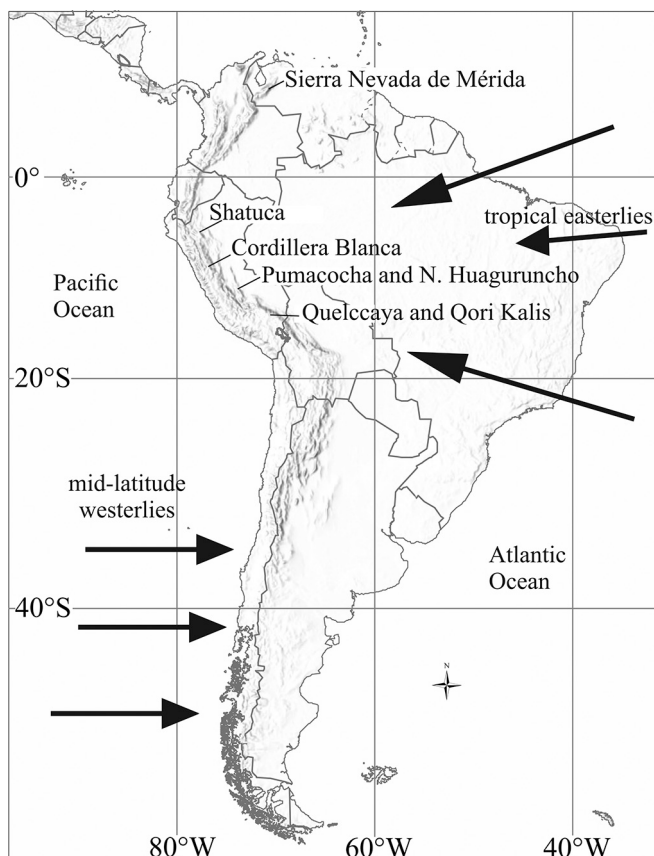 Sierra Nevada de Mérida
0°
tropical easterlies
Shatuca
Cordillera Blanca
Pumacocha and N. Huaguruncho
Pacific
Ocean
Quelccaya and Qori Kalis
20°S
mid-latitude
westerlies
Atlantic
Ocean
40°S
N
80°W
60°W
40°W